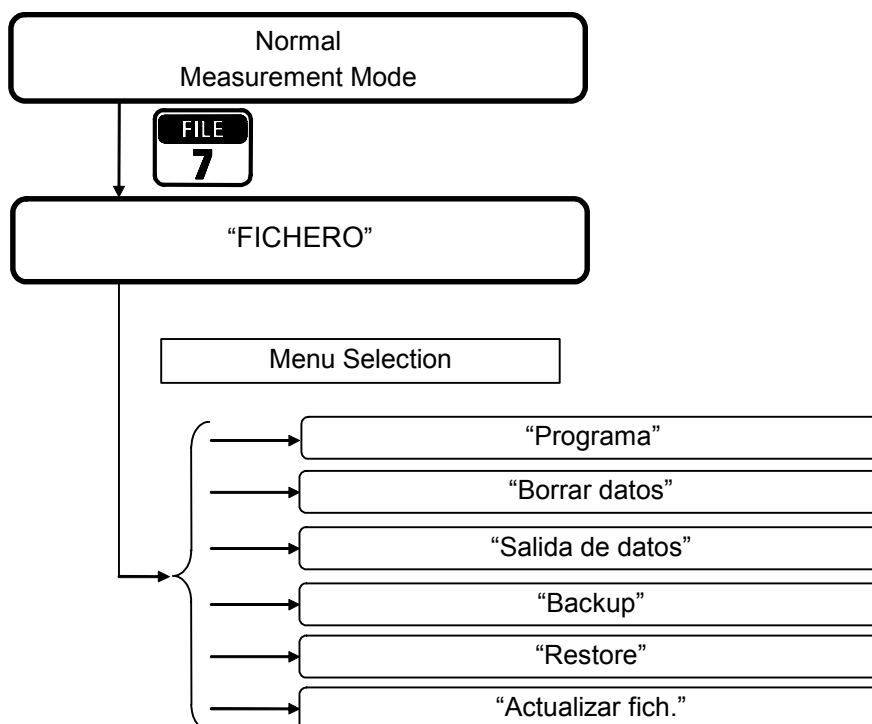 Normal
Measurement Mode
FILE
7
“FICHERO”
Menu Selection
“Programa”
“Borrar datos”
“Salida de datos”
“Backup”
“Restore”
“Actualizar fich.”